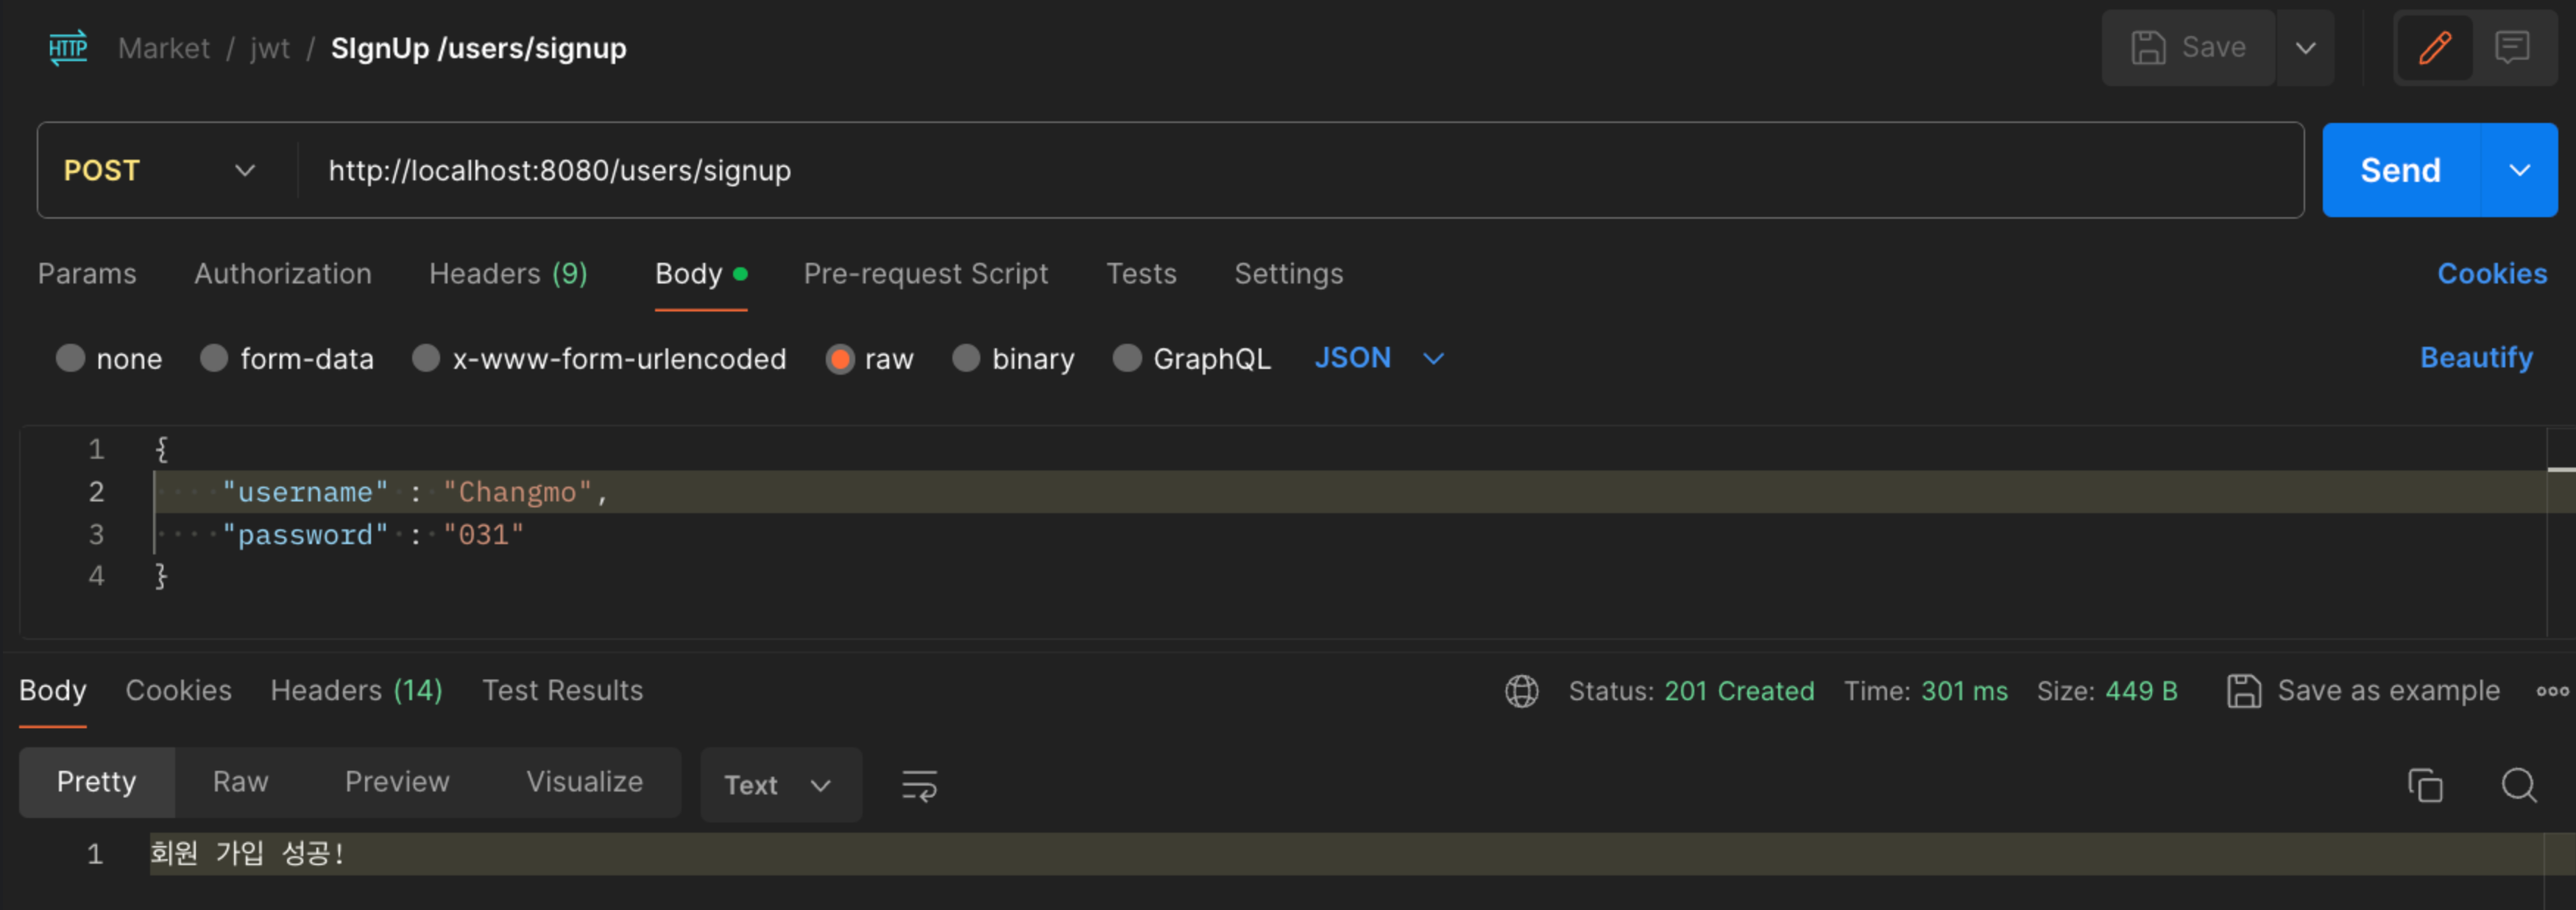 HTTP Market / jwt / SIgnUp /users/signup Save
POST http://localhost:8080/users/signup Send
Params Authorization Headers (9) Body Pre-request Script Tests Settings Cookies
none form-data x-www-form-urlencoded raw binary GraphQL JSON Beautify
1 {
2 "username" : "Changmo",
3 "password" : "031"
4 }
Body Cookies Headers (14) Test Results Status: 201 Created Time: 301 ms Size: 449 B Save as example
Pretty Raw Preview Visualize Text
1 회원 가입 성공!